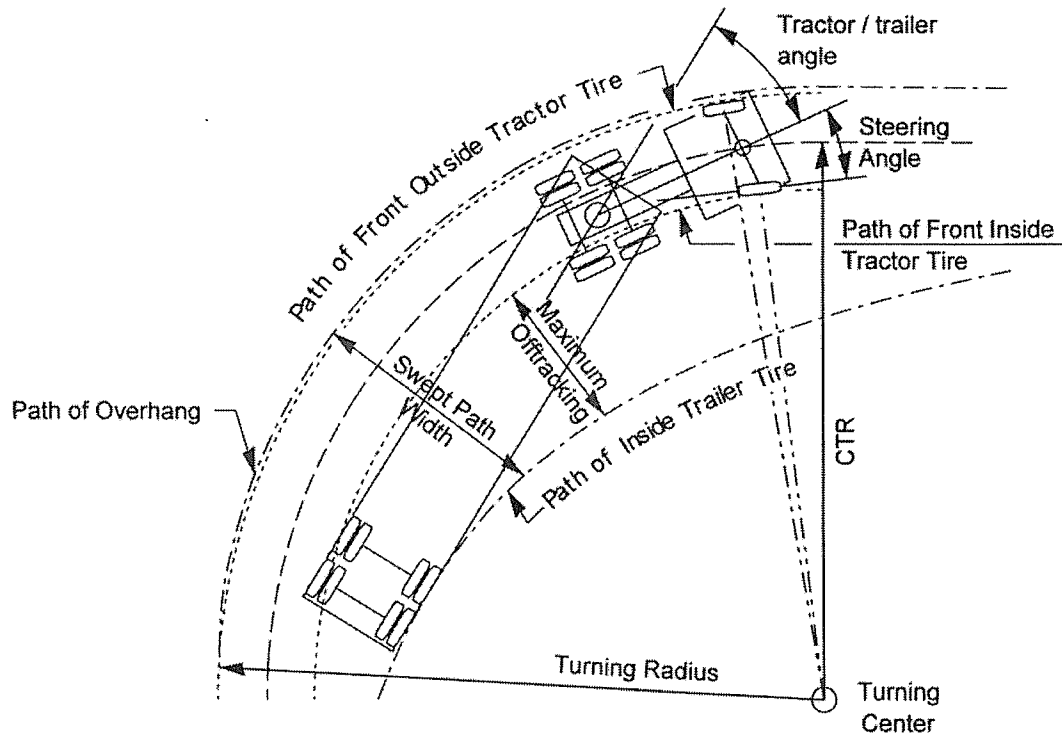 Tractor / trailer
angle
Path of Front Outside Tractor Tire
Steering
Angle
Path of Front Inside
Tractor Tire
Maximum
Offtracking
Swept Path
Width
Path of Overhang
Path of Inside Trailer Tire
CTR
Turning Radius
Turning
Center